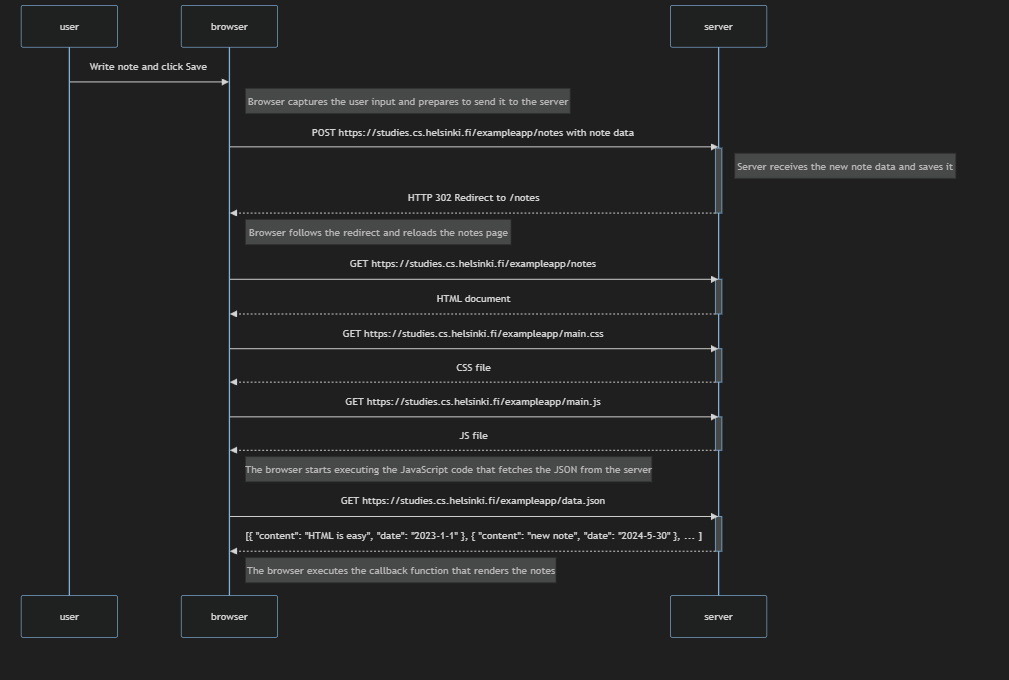 user browser server
Write note and click Save
Browser captures the user input and prepares to send it to the server
POST https://studies.cs.helsinki.fi/exampleapp/notes with note data
Server receives the new note data and saves it
HTTP 302 Redirect to /notes
Browser follows the redirect and reloads the notes page
GET https://studies.cs.helsinki.fi/exampleapp/notes
HTML document
GET https://studies.cs.helsinki.fi/exampleapp/main.css
CSS file
GET https://studies.cs.helsinki.fi/exampleapp/main.js
JS file
The browser starts executing the JavaScript code that fetches the JSON from the server
GET https://studies.cs.helsinki.fi/exampleapp/data.json
[{ "content": "HTML is easy", "date": "2023-1-1" }, { "content": "new note", "date": "2024-5-30" }, ... ]
The browser executes the callback function that renders the notes
user browser server